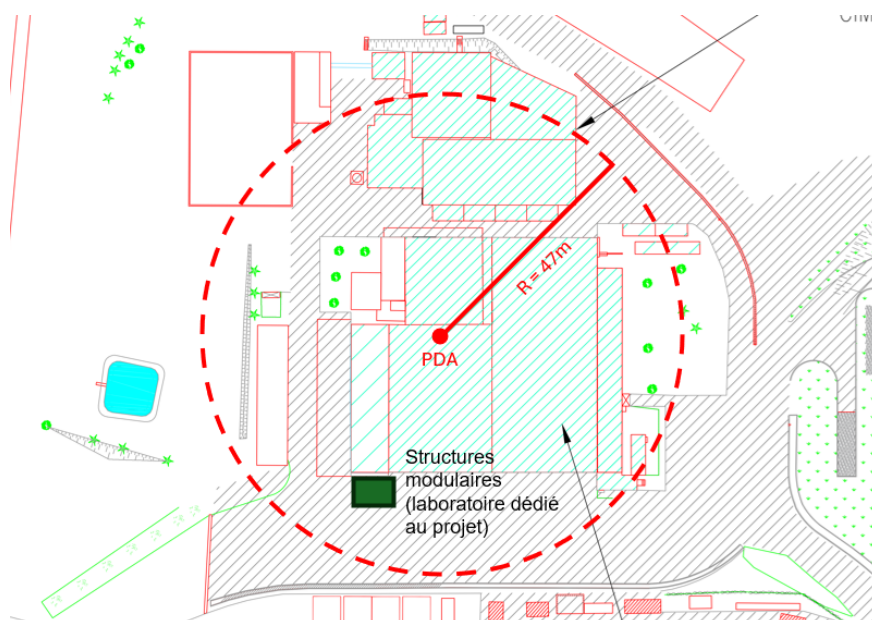 R = 47m
PDA
Structures
modulaires
(laboratoire dédié
au projet)